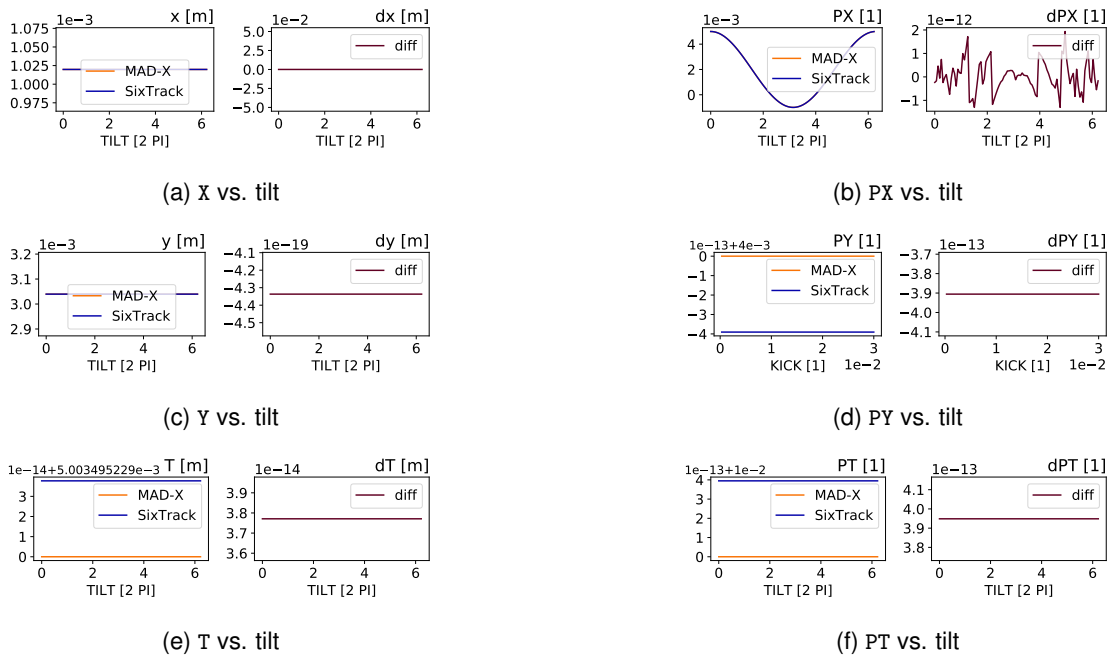 1e−3 x [m]
1.075
1.050
1.025
1.000
0.975
MAD-X
SixTrack
0 2 4 6
TILT [2 PI]
1e−2 dx [m]
5.0
2.5
0.0
−2.5
−5.0
diff
0 2 4 6
TILT [2 PI]
(a) X vs. tilt
1e−3 PX [1]
4
2
0
MAD-X
SixTrack
0 2 4 6
TILT [2 PI]
1e−12 dPX [1]
2
1
0
−1
diff
0 2 4 6
TILT [2 PI]
(b) PX vs. tilt
1e−3 y [m]
3.2
3.1
3.0
2.9
MAD-X
SixTrack
0 2 4 6
TILT [2 PI]
1e−19 dy [m]
−4.1
−4.2
−4.3
−4.4
−4.5
diff
0 2 4 6
TILT [2 PI]
(c) Y vs. tilt
1e−13+4e−3 PY [1]
0
−1
−2
−3
−4
MAD-X
SixTrack
0 1 2 3
KICK [1] 1e−2
1e−13 dPY [1]
−3.7
−3.8
−3.9
−4.0
−4.1
diff
0 1 2 3
KICK [1] 1e−2
(d) PY vs. tilt
1e−14+5.003495229e−3 T [m]
3
2
1
0
MAD-X
SixTrack
0 2 4 6
TILT [2 PI]
1e−14 dT [m]
3.9
3.8
3.7
3.6
diff
0 2 4 6
TILT [2 PI]
(e) T vs. tilt
1e−13+1e−2 PT [1]
4
3
2
1
0
MAD-X
SixTrack
0 2 4 6
TILT [2 PI]
1e−13 dPT [1]
4.1
4.0
3.9
3.8
diff
0 2 4 6
TILT [2 PI]
(f) PT vs. tilt